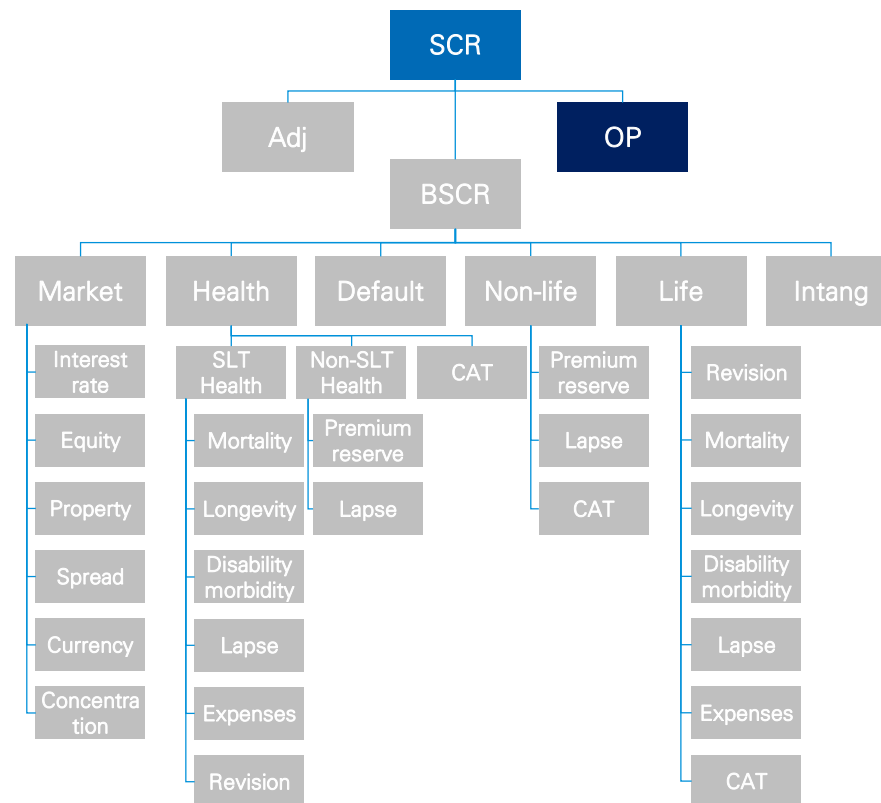 SCR
Adj
OP
BSCR
Market
Health
Default
Non-life
Life
Intang
Interest
rate
Equity
Property
Spread
Currency
Concentra
tion
SLT
Health
Mortality
Longevity
Disability
morbidity
Lapse
Expenses
Revision
Non-SLT
Health
Premium
reserve
Lapse
CAT
Premium
reserve
Lapse
CAT
Revision
Mortality
Longevity
Disability
morbidity
Lapse
Expenses
CAT